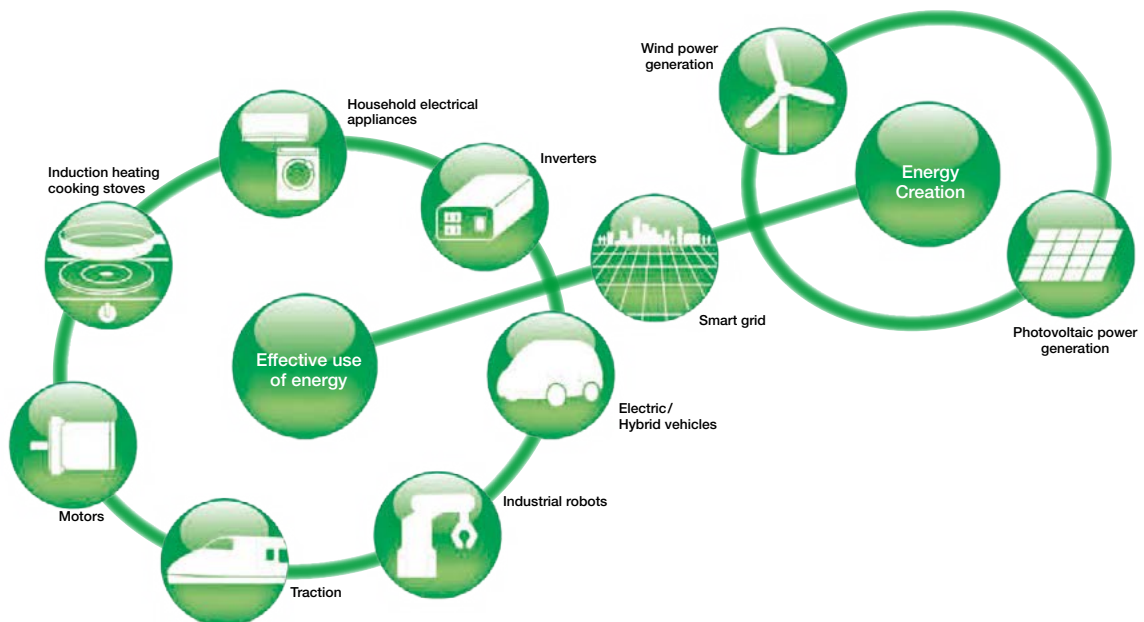 Wind power
generation
Household electrical
appliances
Inverters
Induction heating
cooking stoves
Energy
Creation
Smart grid
Photovoltaic power
generation
Effective use
of energy
Electric/
Hybrid vehicles
Industrial robots
Motors
Traction